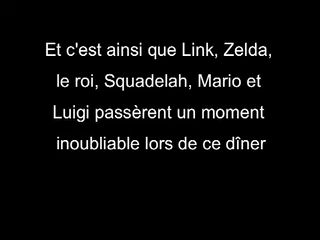 Et c'est ainsi que Link, Zelda,
le roi, Squadelah, Mario et
Luigi passèrent un moment
inoubliable lors de ce dîner